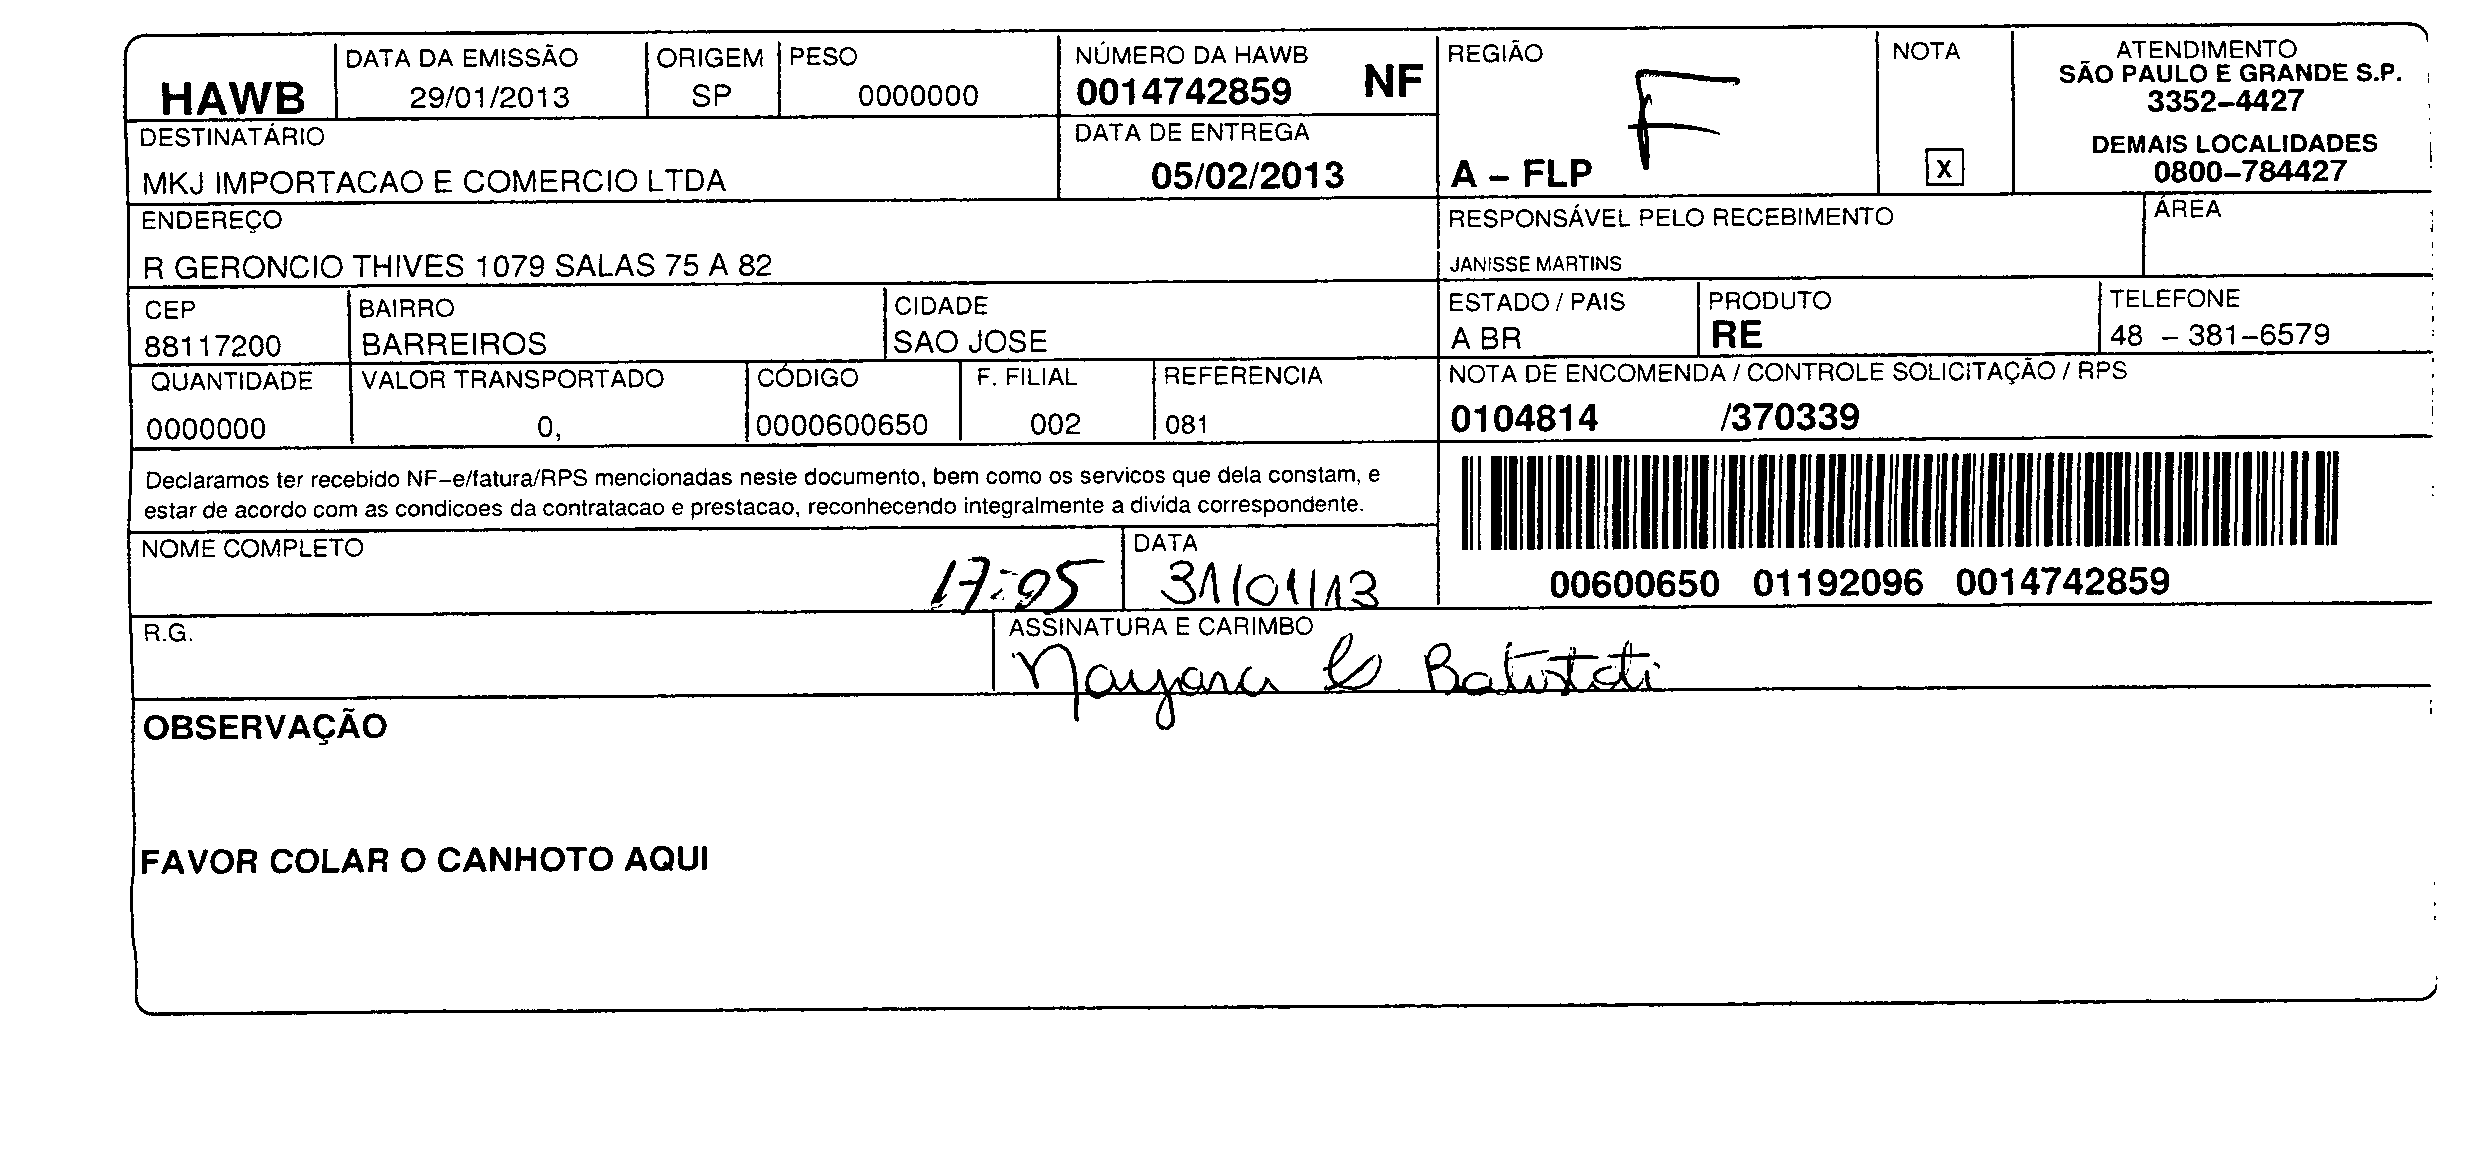 HAWB
DATA DA EMISSÃO
29/01/2013
ORIGEM
SP
PESO
0000000
NÚMERO DA HAWB
0014742859 NF
REGIÃO
F
A – FLP
NOTA
X
ATENDIMENTO
SÃO PAULO E GRANDE S.P.
3352–4427
DEMAIS LOCALIDADES
0800–784427
DESTINATÁRIO
MKJ IMPORTACAO E COMERCIO LTDA
DATA DE ENTREGA
05/02/2013
ENDEREÇO
R GERONCIO THIVES 1079 SALAS 75 A 82
RESPONSÁVEL PELO RECEBIMENTO
JANISSE MARTINS
ÁREA
CEP
88117200
BAIRRO
BARREIROS
CIDADE
SAO JOSE
ESTADO / PAIS
A BR
PRODUTO
RE
TELEFONE
48 – 381–6579
QUANTIDADE
0000000
VALOR TRANSPORTADO
0,
CÓDIGO
0000600650
F. FILIAL
002
REFERENCIA
081
NOTA DE ENCOMENDA / CONTROLE SOLICITAÇÃO / RPS
0104814 /370339
Declaramos ter recebido NF–e/fatura/RPS mencionadas neste documento, bem como os servicos que dela constam, e
estar de acordo com as condicoes da contratacao e prestacao, reconhecendo integralmente a divida correspondente.
NOME COMPLETO
17:05
DATA
31/01/13
00600650 01192096 0014742859
R.G.
ASSINATURA E CARIMBO
Nayara
OBSERVAÇÃO
FAVOR COLAR O CANHOTO AQUI